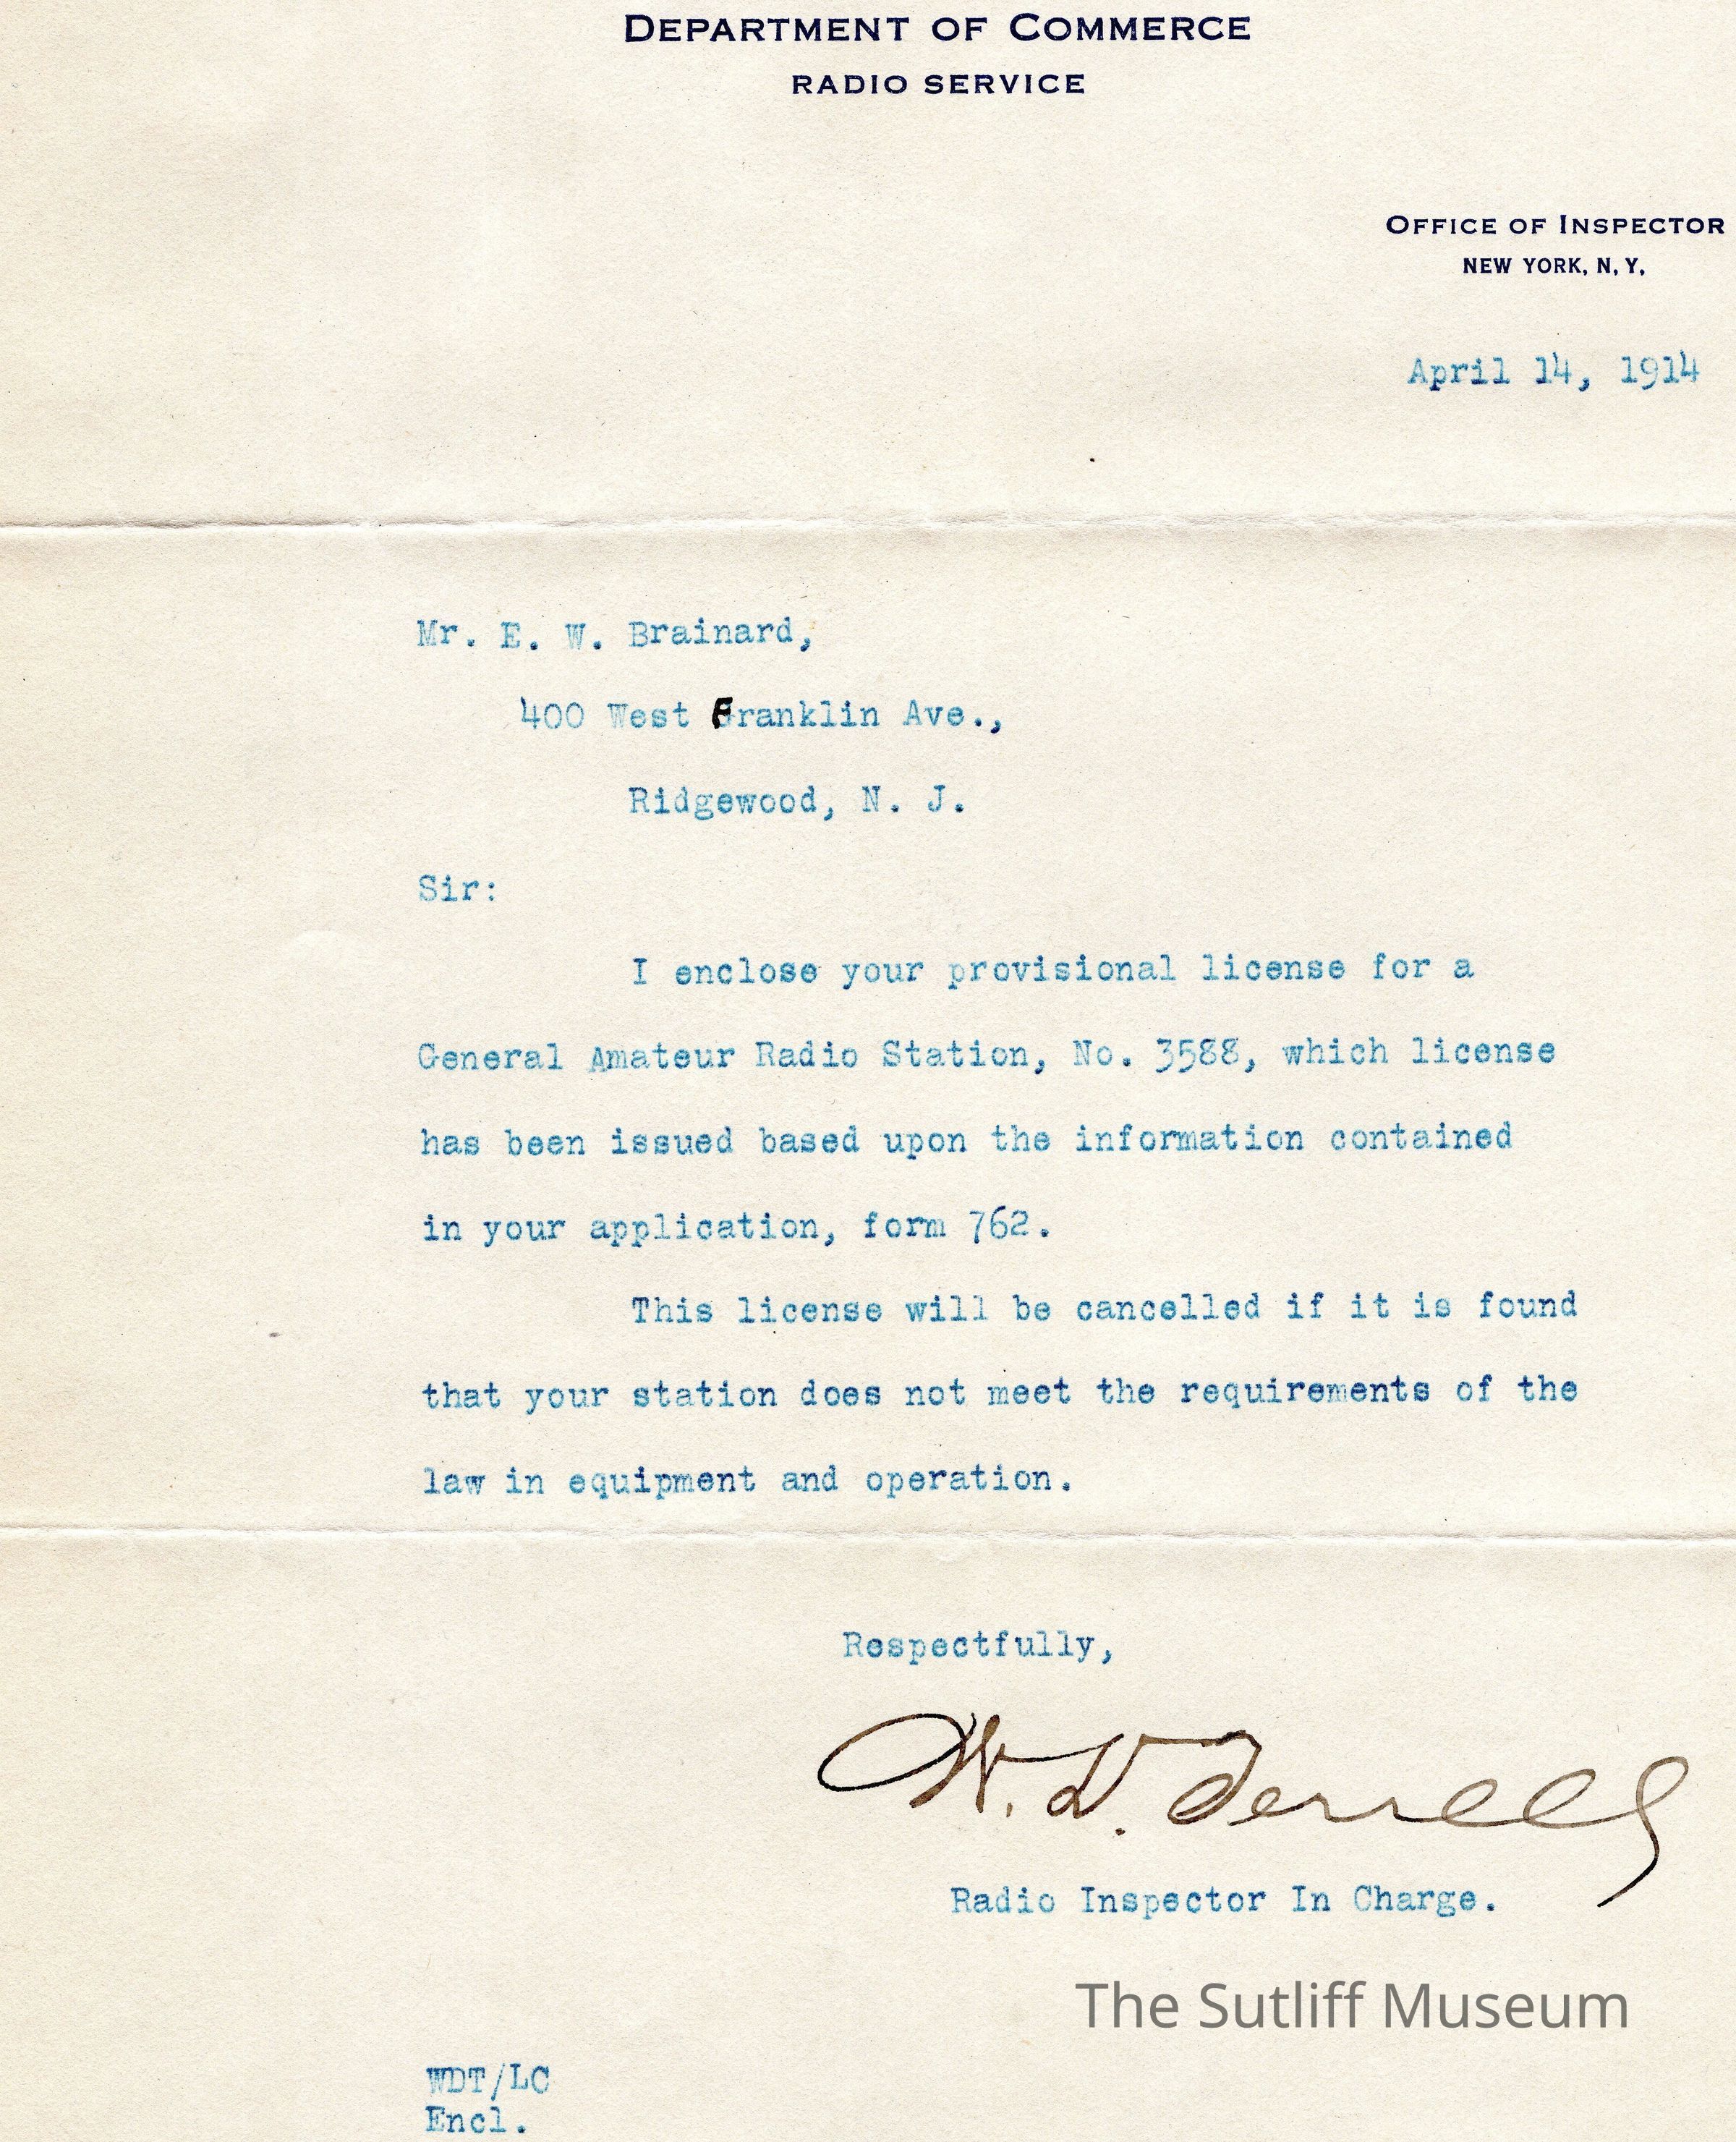 DEPARTMENT OF COMMERCE
RADIO SERVICE
OFFICE OF INSPECTOR
NEW YORK, N. Y.
April 14, 1914
Mr. E. W. Brainard,
400 West Franklin Ave.,
Ridgewood, N. J.
Sir:
I enclose your provisional license for a
General Amateur Radio Station, No. 3588, which license
has been issued based upon the information contained
in your application, form 762.
This license will be cancelled if it is found
that your station does not meet the requirements of the
law in equipment and operation.
Respectfully,
W. D. Terrell
Radio Inspector In Charge.
The Sutliff Museum
WDT/LC
Encl.